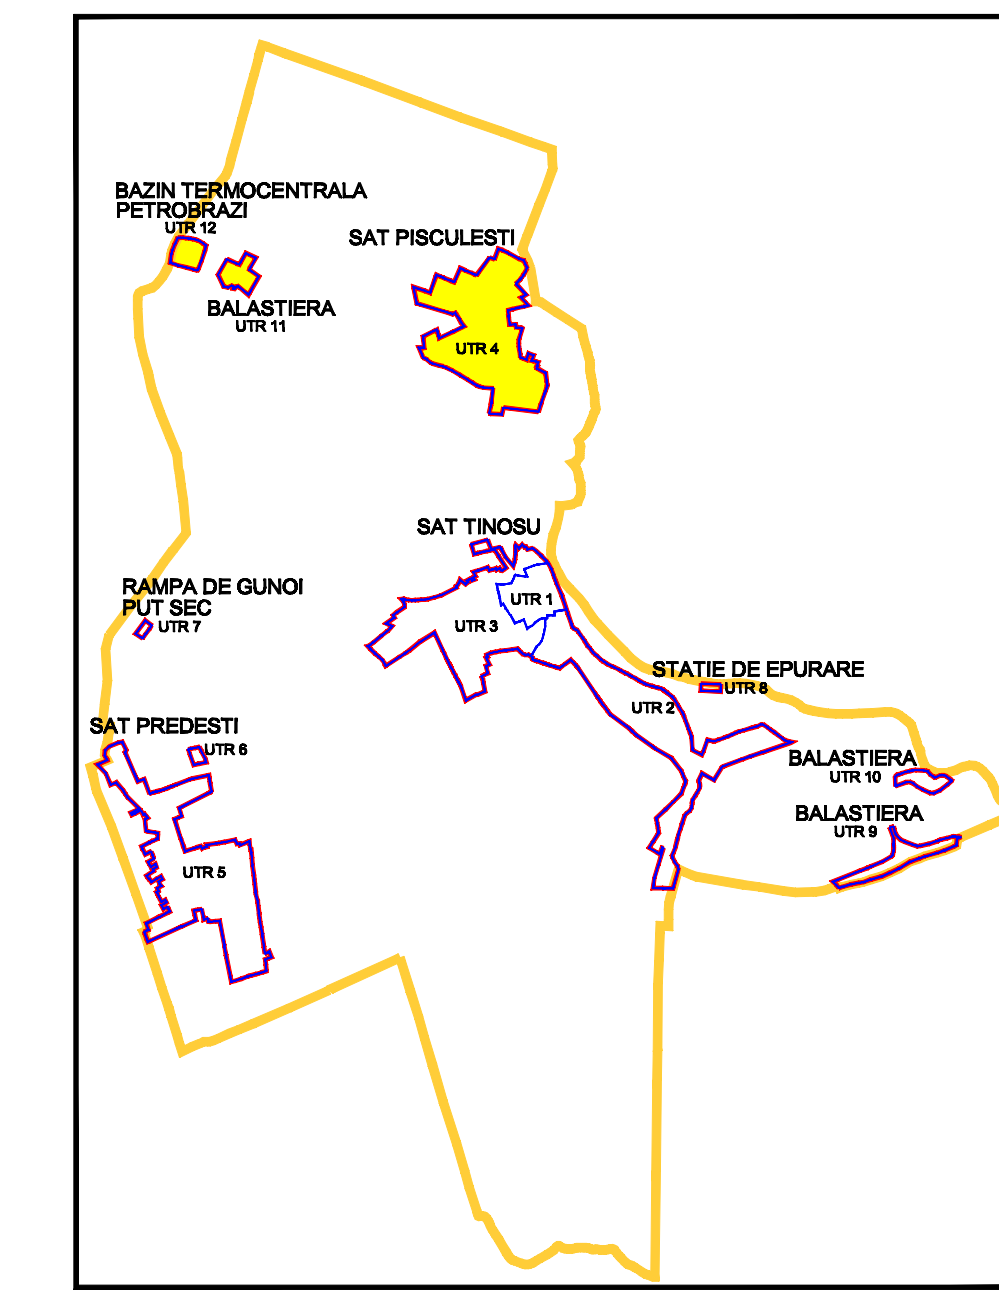 BAZIN TERMOCENTRALA
PETROBRAZI
UTR 12
SAT PISCULESTI
BALASTIERA
UTR 11
UTR 4
SAT TINOSU
RAMPA DE GUNOI
PUT SEC
UTR 7
UTR 1
UTR 3
STATIE DE EPURARE
UTR 8
UTR 2
SAT PREDESTI
UTR 6
BALASTIERA
UTR 10
BALASTIERA
UTR 9
UTR 5